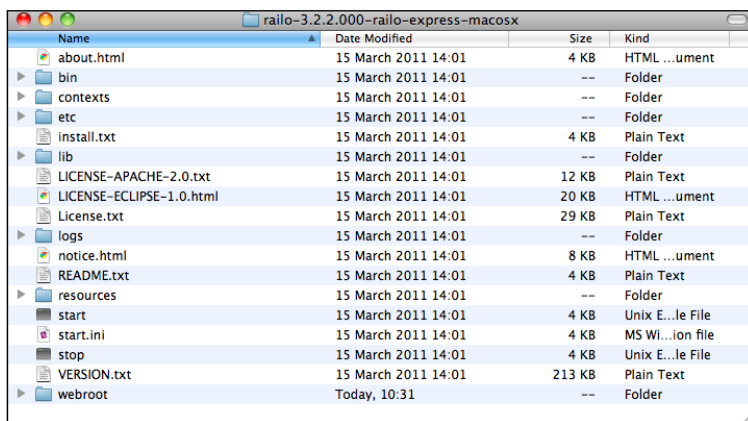 railo-3.2.2.000-railo-express-macosx
Name Date Modified Size Kind
about.html 15 March 2011 14:01 4 KB HTML ...ument
bin 15 March 2011 14:01 -- Folder
contexts 15 March 2011 14:01 -- Folder
etc 15 March 2011 14:01 -- Folder
install.txt 15 March 2011 14:01 4 KB Plain Text
lib 15 March 2011 14:01 -- Folder
LICENSE-APACHE-2.0.txt 15 March 2011 14:01 12 KB Plain Text
LICENSE-ECLIPSE-1.0.html 15 March 2011 14:01 20 KB HTML ...ument
License.txt 15 March 2011 14:01 29 KB Plain Text
logs 15 March 2011 14:01 -- Folder
notice.html 15 March 2011 14:01 8 KB HTML ...ument
README.txt 15 March 2011 14:01 4 KB Plain Text
resources 15 March 2011 14:01 -- Folder
start 15 March 2011 14:01 4 KB Unix E...le File
start.ini 15 March 2011 14:01 4 KB MS Wi...ion file
stop 15 March 2011 14:01 4 KB Unix E...le File
VERSION.txt 15 March 2011 14:01 213 KB Plain Text
webroot Today, 10:31 -- Folder